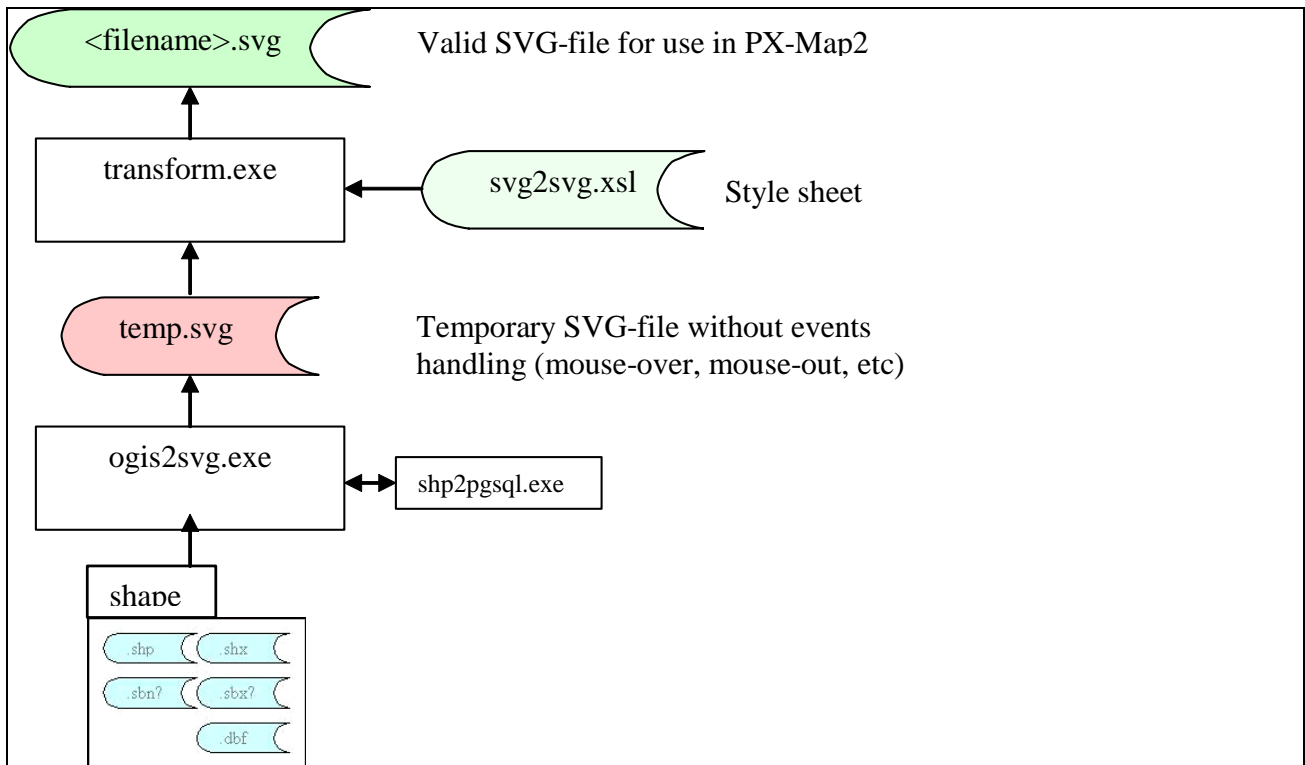 <filename>.svg
Valid SVG-file for use in PX-Map2
transform.exe
svg2svg.xsl
Style sheet
temp.svg
Temporary SVG-file without events
handling (mouse-over, mouse-out, etc)
ogis2svg.exe
shp2pgsql.exe
shape
.shp
.shx
.sbn?
.sbx?
.dbf